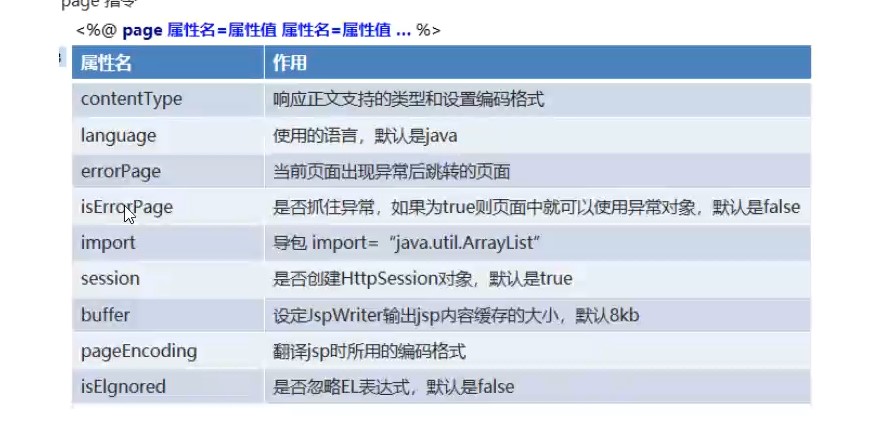 page 指令
<%@ page 属性名=属性值 属性名=属性值 ... %>
属性名 作用
contentType 响应正文支持的类型和设置编码格式
language 使用的语言，默认是java
errorPage 当前页面出现异常后跳转的页面
isErrorPage 是否抓住异常，如果为true则页面中就可以使用异常对象，默认是false
import 导包 import= “java.util.ArrayList”
session 是否创建HttpSession对象，默认是true
buffer 设定JspWriter输出jsp内容缓存的大小，默认8kb
pageEncoding 翻译jsp时所用的编码格式
isElgnored 是否忽略EL表达式，默认是false